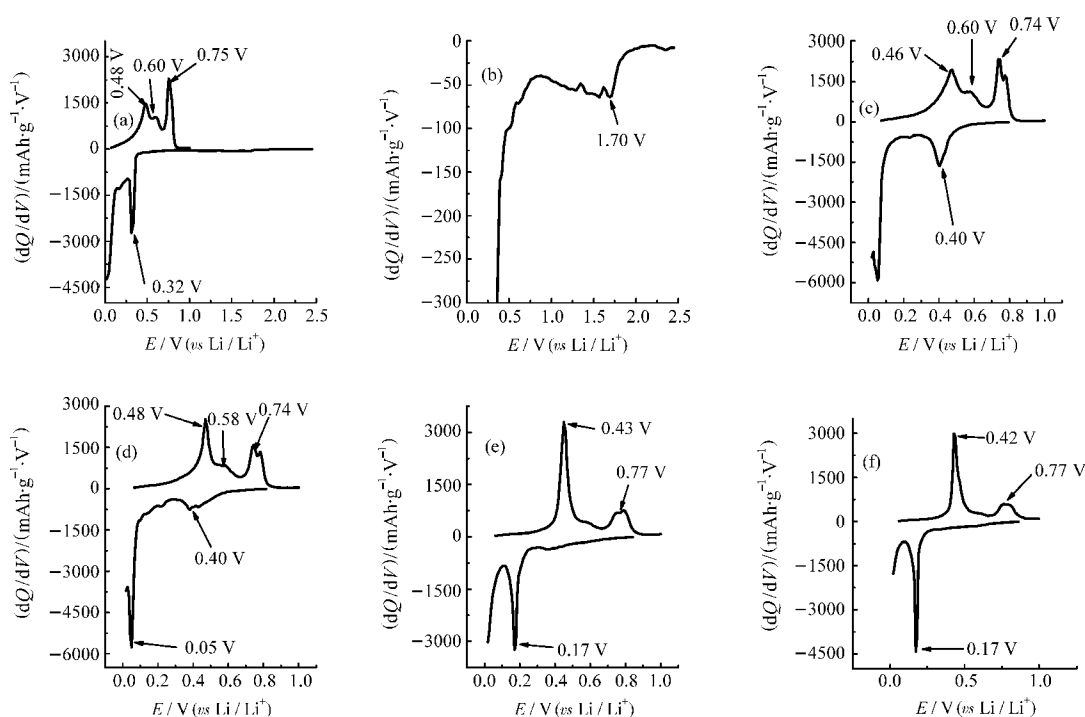 3000
1500
0
−1500
−3000
−4500
(dQ/dV)/(mAh·g⁻¹·V⁻¹)
(a)
0.48 V
0.60 V
0.75 V
0.32 V
0.0 0.5 1.0 1.5 2.0 2.5
E / V (vs Li / Li⁺)
0
−50
−100
−150
−200
−250
−300
(dQ/dV)/(mAh·g⁻¹·V⁻¹)
(b)
1.70 V
0.0 0.5 1.0 1.5 2.0 2.5
E / V (vs Li / Li⁺)
3000
1500
0
−1500
−3000
−4500
−6000
(dQ/dV)/(mAh·g⁻¹·V⁻¹)
(c)
0.46 V
0.60 V
0.74 V
0.40 V
0.0 0.2 0.4 0.6 0.8 1.0
E / V (vs Li / Li⁺)
3000
1500
0
−1500
−3000
−4500
−6000
(dQ/dV)/(mAh·g⁻¹·V⁻¹)
(d)
0.48 V
0.58 V
0.74 V
0.40 V
0.05 V
0.0 0.2 0.4 0.6 0.8 1.0
E / V (vs Li / Li⁺)
3000
1500
0
−1500
−3000
(dQ/dV)/(mAh·g⁻¹·V⁻¹)
(e)
0.43 V
0.77 V
0.17 V
0.0 0.2 0.4 0.6 0.8 1.0
E / V (vs Li / Li⁺)
3000
1500
0
−1500
−3000
−4500
(dQ/dV)/(mAh·g⁻¹·V⁻¹)
(f)
0.42 V
0.77 V
0.17 V
0.0 0.5 1.0
E / V (vs Li / Li⁺)